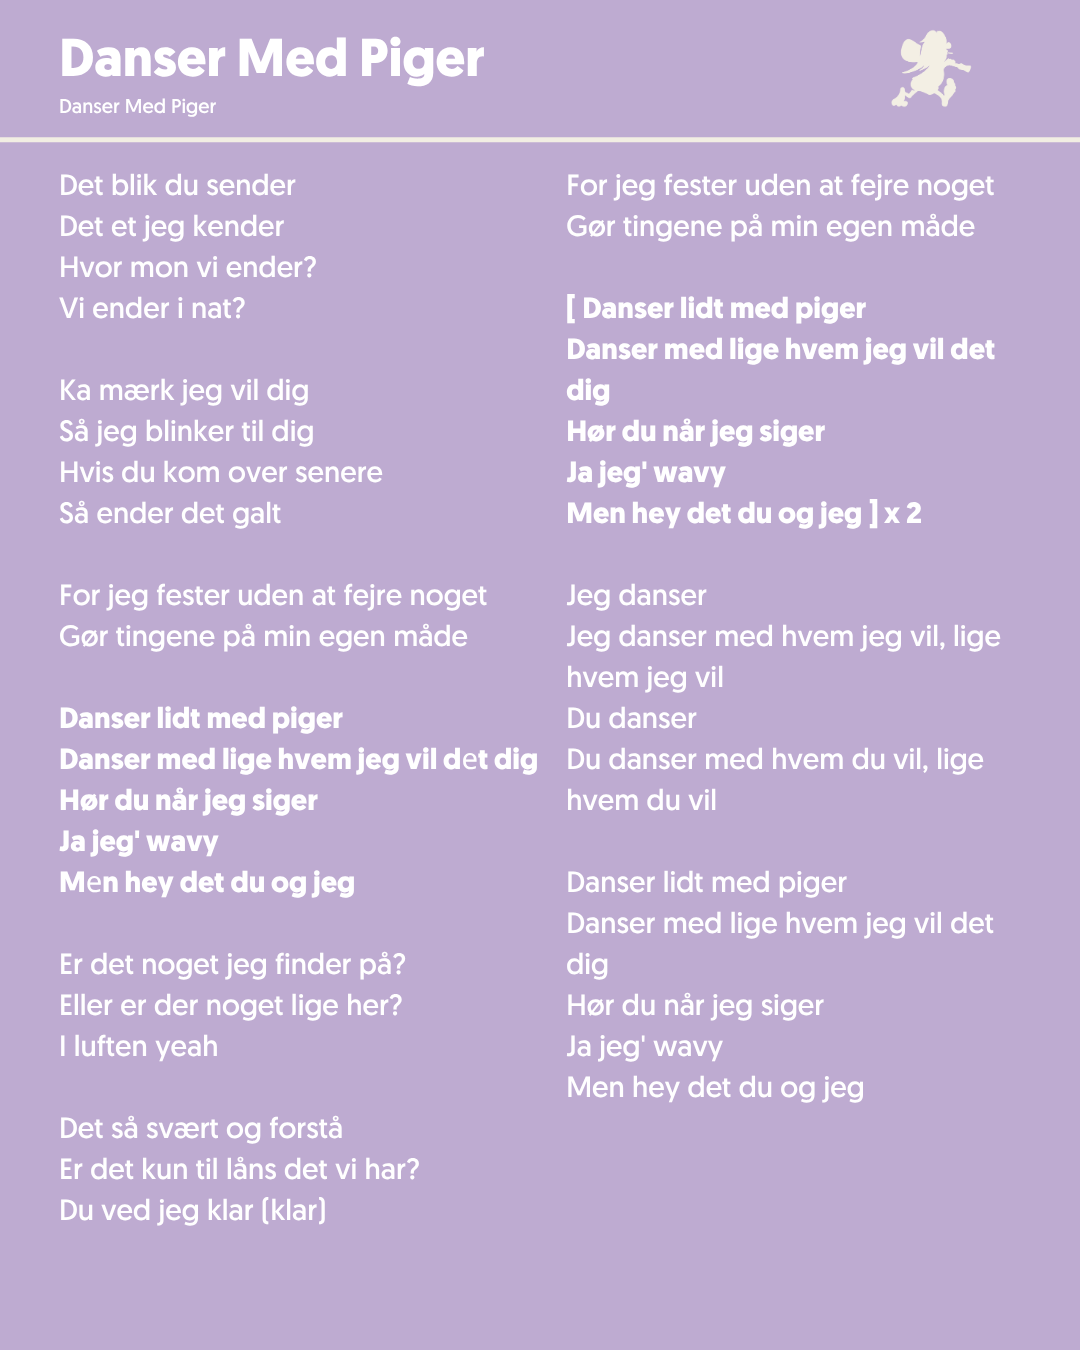 Danser Med Piger
Danser Med Piger
Det blik du sender
Det et jeg kender
Hvor mon vi ender?
Vi ender i nat?
Ka mærk jeg vil dig
Så jeg blinker til dig
Hvis du kom over senere
Så ender det galt
For jeg fester uden at fejre noget
Gør tingene på min egen måde
Danser lidt med piger
Danser med lige hvem jeg vil det dig
Hør du når jeg siger
Ja jeg' wavy
Men hey det du og jeg
Er det noget jeg finder på?
Eller er der noget lige her?
I luften yeah
Det så svært og forstå
Er det kun til låns det vi har?
Du ved jeg klar (klar)
For jeg fester uden at fejre noget
Gør tingene på min egen måde
[ Danser lidt med piger
Danser med lige hvem jeg vil det
dig
Hør du når jeg siger
Ja jeg' wavy
Men hey det du og jeg ] x 2
Jeg danser
Jeg danser med hvem jeg vil, lige
hvem jeg vil
Du danser
Du danser med hvem du vil, lige
hvem du vil
Danser lidt med piger
Danser med lige hvem jeg vil det
dig
Hør du når jeg siger
Ja jeg' wavy
Men hey det du og jeg